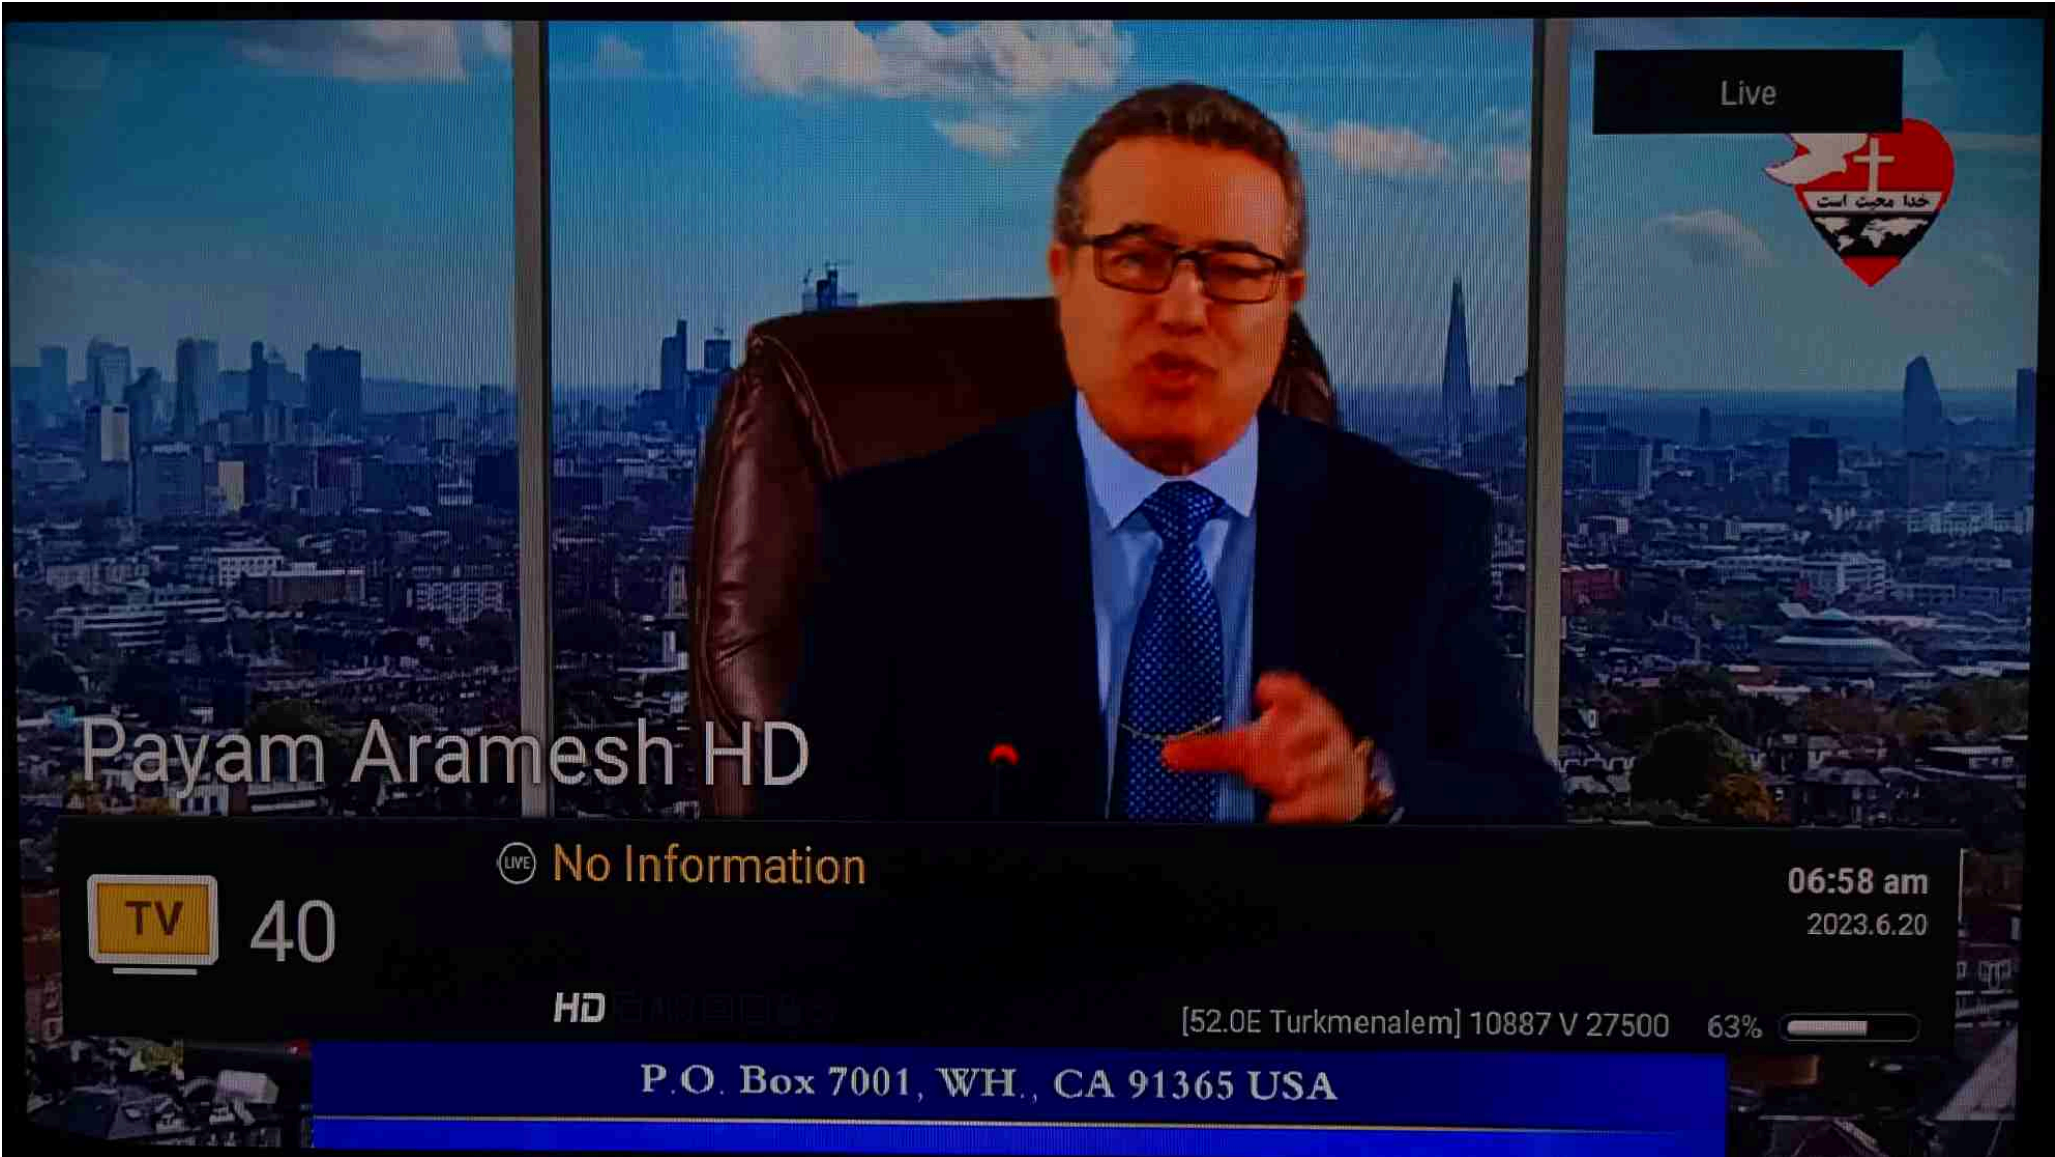 Live
خدا محبت است
Payam Aramesh HD
LIVE No Information
TV 40
06:58 am
2023.6.20
HD
[52.0E Turkmenalem] 10887 V 27500 63%
P.O. Box 7001, WH., CA 91365 USA